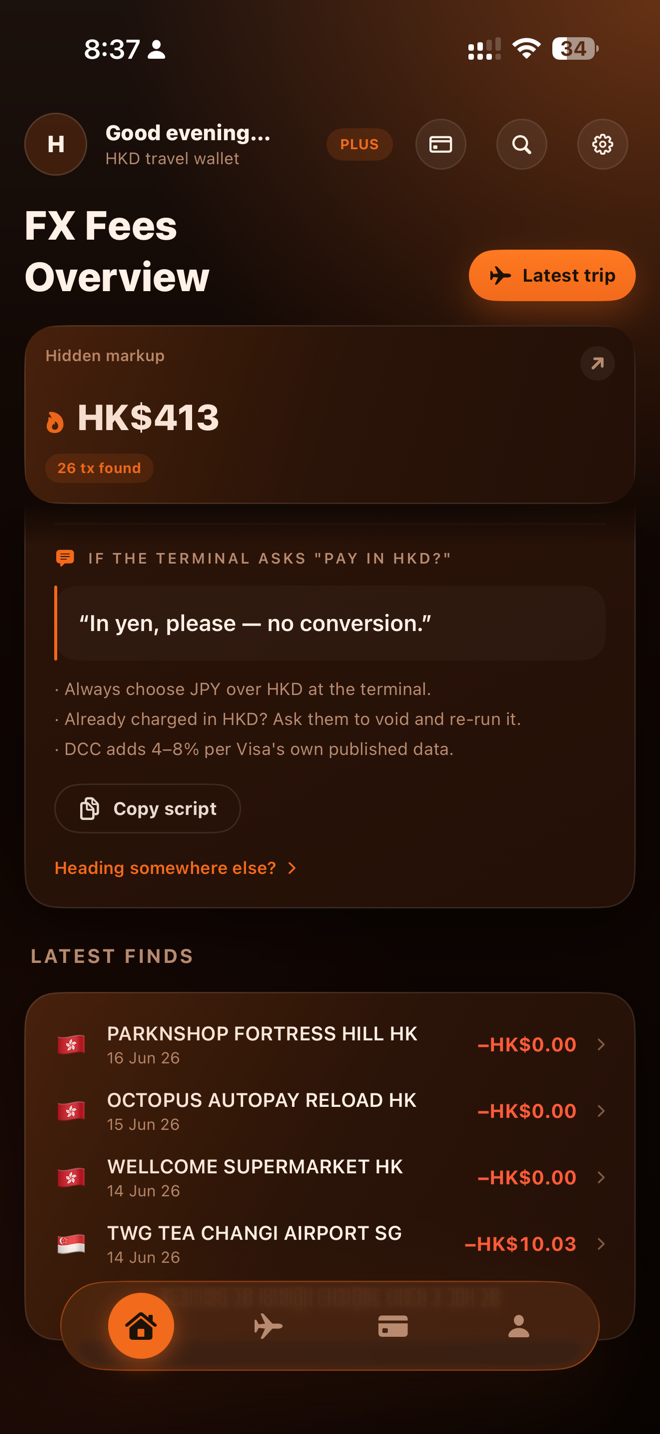 8:37
34
H
Good evening...
HKD travel wallet
PLUS
FX Fees
Overview
Latest trip
Hidden markup
HK$413
26 tx found
IF THE TERMINAL ASKS "PAY IN HKD?"
“In yen, please — no conversion.”
· Always choose JPY over HKD at the terminal.
· Already charged in HKD? Ask them to void and re-run it.
· DCC adds 4–8% per Visa's own published data.
Copy script
Heading somewhere else?
LATEST FINDS
PARKNSHOP FORTRESS HILL HK
–HK$0.00
16 Jun 26
OCTOPUS AUTOPAY RELOAD HK
–HK$0.00
15 Jun 26
WELLCOME SUPERMARKET HK
–HK$0.00
14 Jun 26
TWG TEA CHANGI AIRPORT SG
–HK$10.03
14 Jun 26